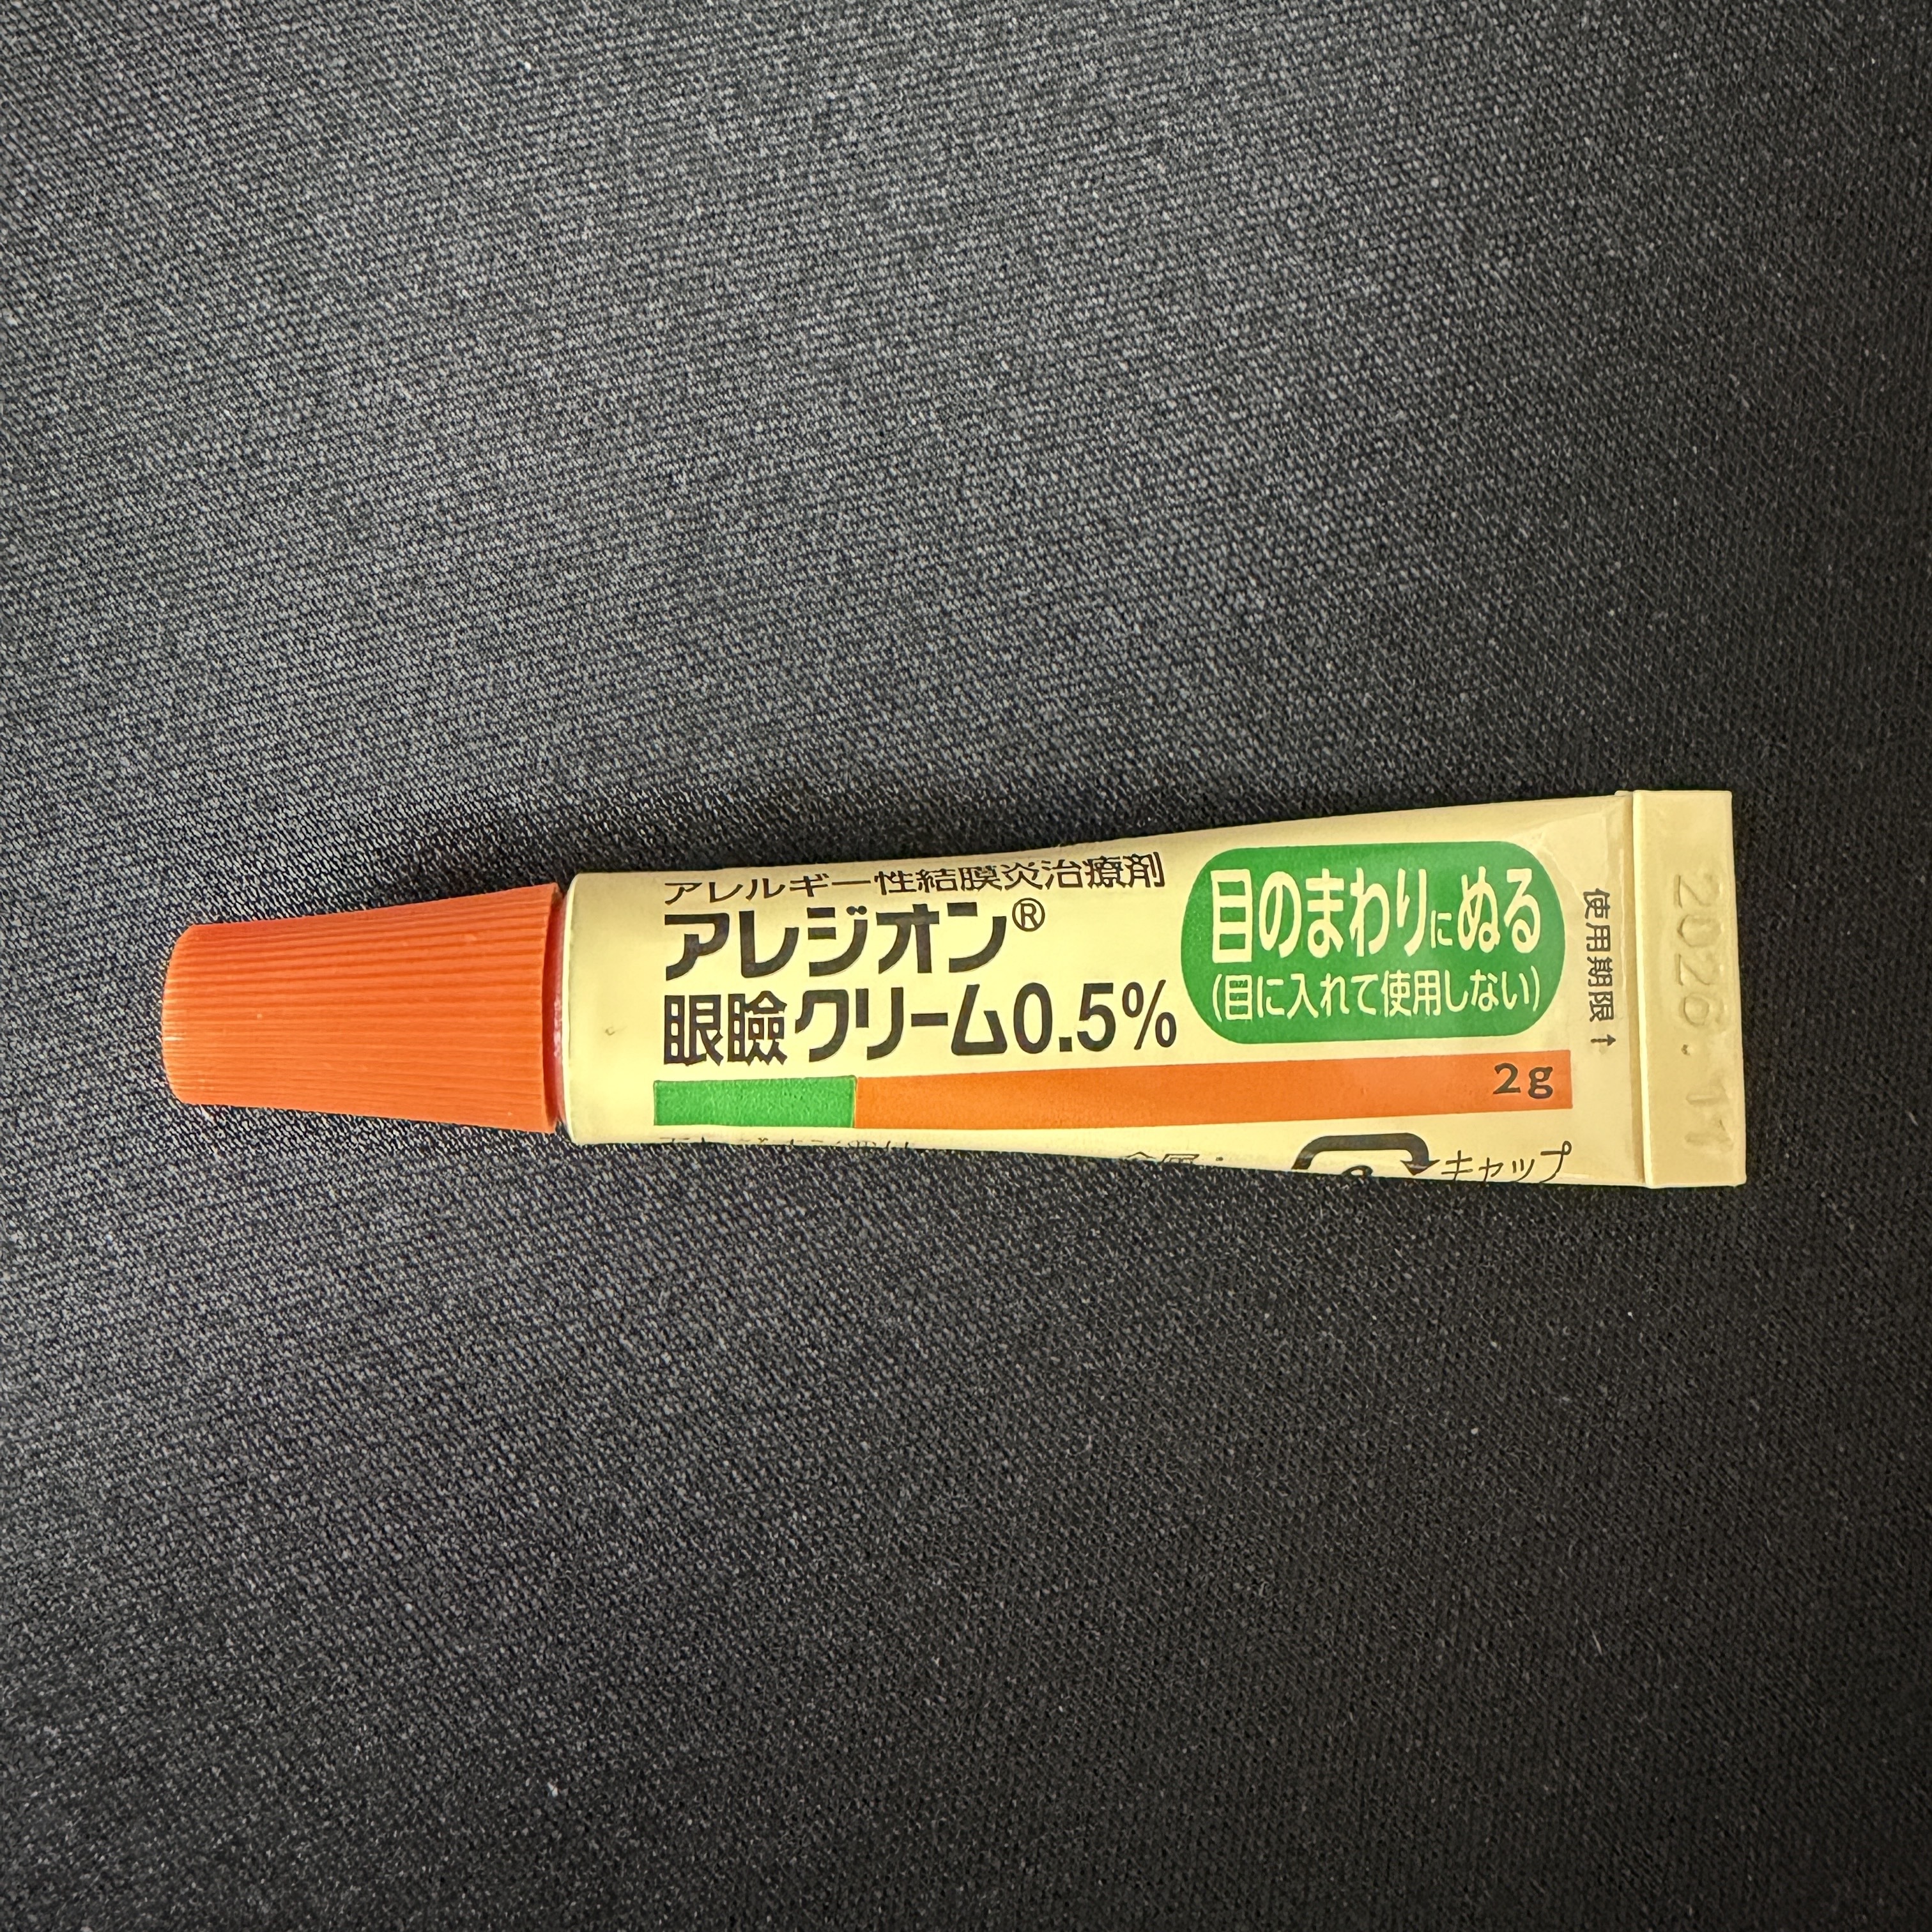 アレルギー性結膜炎治療剤
アレジオン®
眼瞼クリーム0.5%
目のまわりにぬる
(目に入れて使用しない)
2g
使用期限↑
2026.11
キャップ